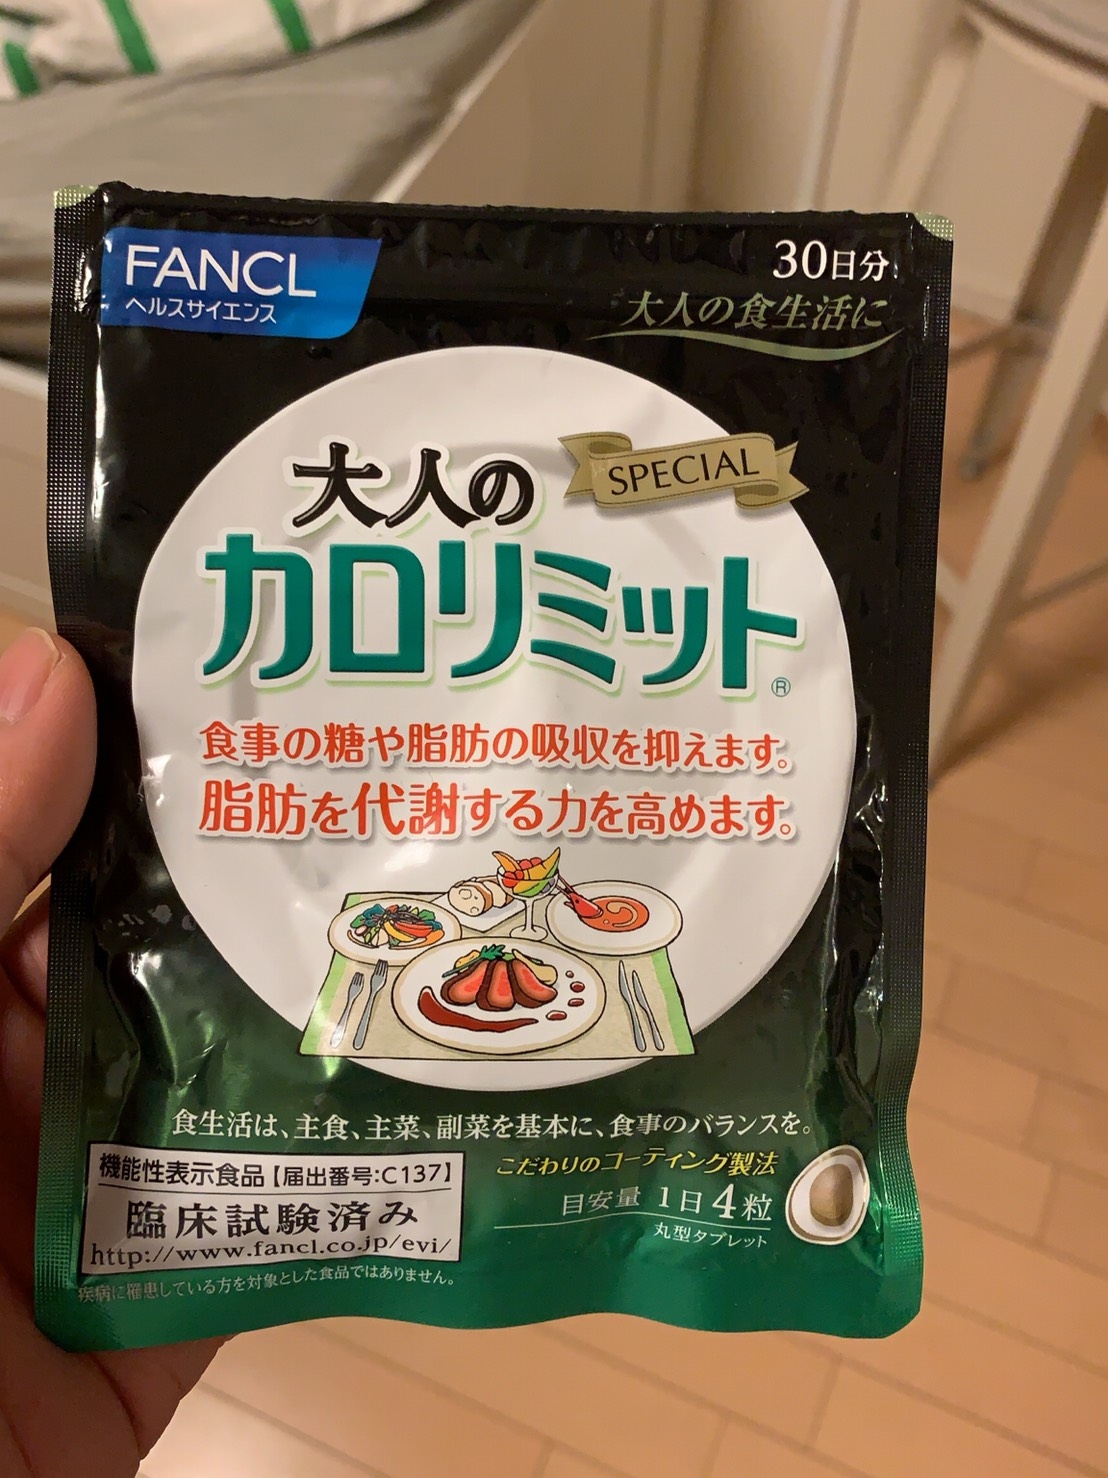 FANCL
ヘルスサイエンス
30日分
大人の食生活に
SPECIAL
大人の
カロリミット®
食事の糖や脂肪の吸収を抑えます。
脂肪を代謝する力を高めます。
食生活は、主食、主菜、副菜を基本に、食事のバランスを。
機能性表示食品【届出番号:C137】
臨床試験済み
http://www.fancl.co.jp/evi/
疾病に罹患している方を対象とした食品ではありません。
こだわりのコーティング製法
目安量 1日4粒
丸型タブレット